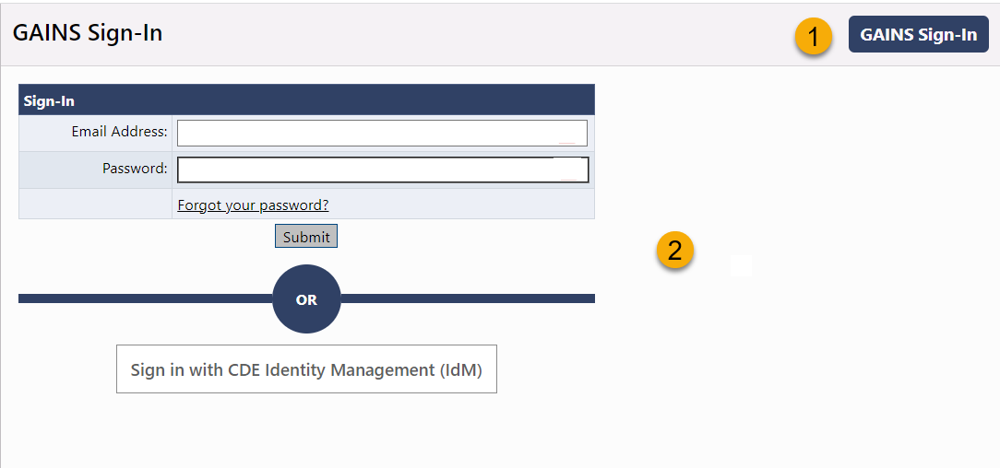 GAINS Sign-In
1
GAINS Sign-In
Sign-In
Email Address:
Password:
Forgot your password?
Submit
2
OR
Sign in with CDE Identity Management (IdM)